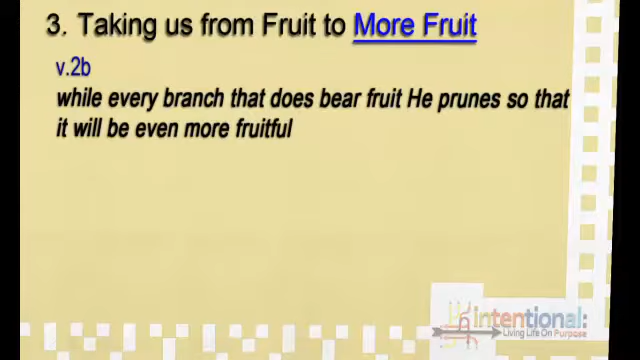 3. Taking us from Fruit to More Fruit
v.2b
while every branch that does bear fruit He prunes so that
it will be even more fruitful
intentional:
Living Life On Purpose